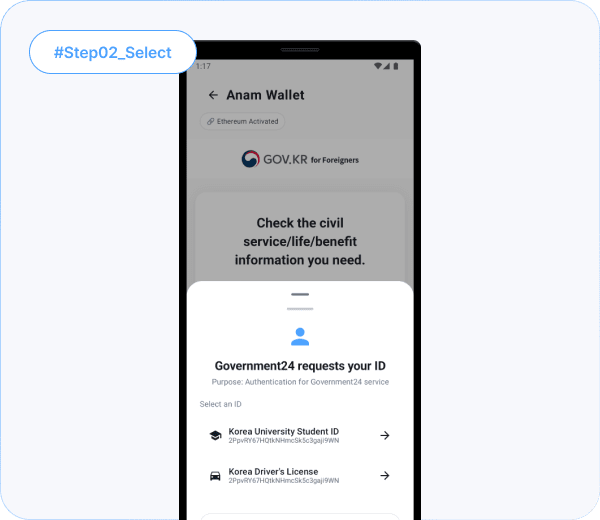 #Step02_Select
1:17
Anam Wallet
Ethereum Activated
GOV.KR for Foreigners
Check the civil
service/life/benefit
information you need.
Government24 requests your ID
Purpose: Authentication for Government24 service
Select an ID
Korea University Student ID
2PpvRY67HQtkNHmcSk5c3gaji9WN
Korea Driver's License
2PpvRY67HQtkNHmcSk5c3gaji9WN